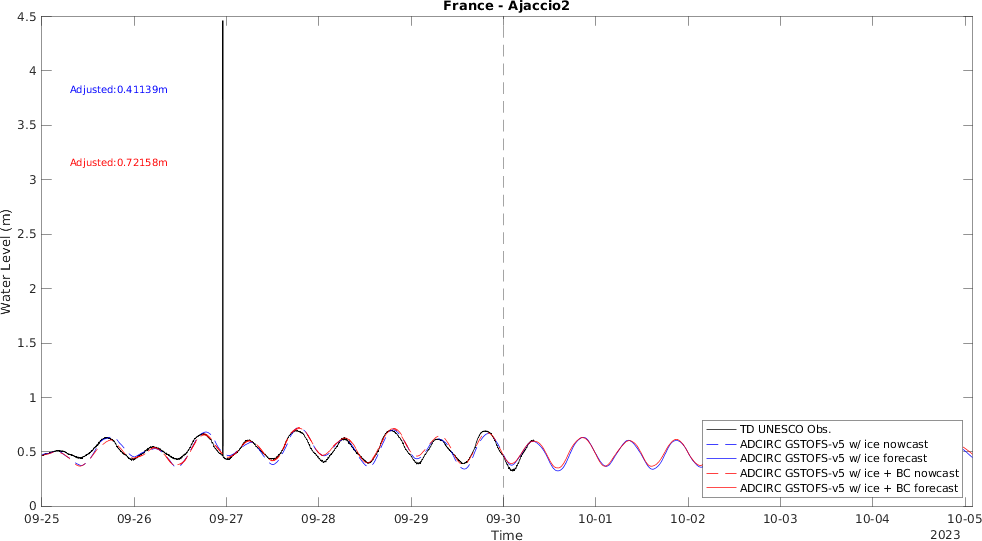 France - Ajaccio2
4.5
4
3.5
3
2.5
2
1.5
1
0.5
0
Water Level (m)
Adjusted:0.41139m
Adjusted:0.72158m
TD UNESCO Obs.
ADCIRC GSTOFS-v5 w/ ice nowcast
ADCIRC GSTOFS-v5 w/ ice forecast
ADCIRC GSTOFS-v5 w/ ice + BC nowcast
ADCIRC GSTOFS-v5 w/ ice + BC forecast
09-25 09-26 09-27 09-28 09-29 09-30 10-01 10-02 10-03 10-04 10-05
Time
2023